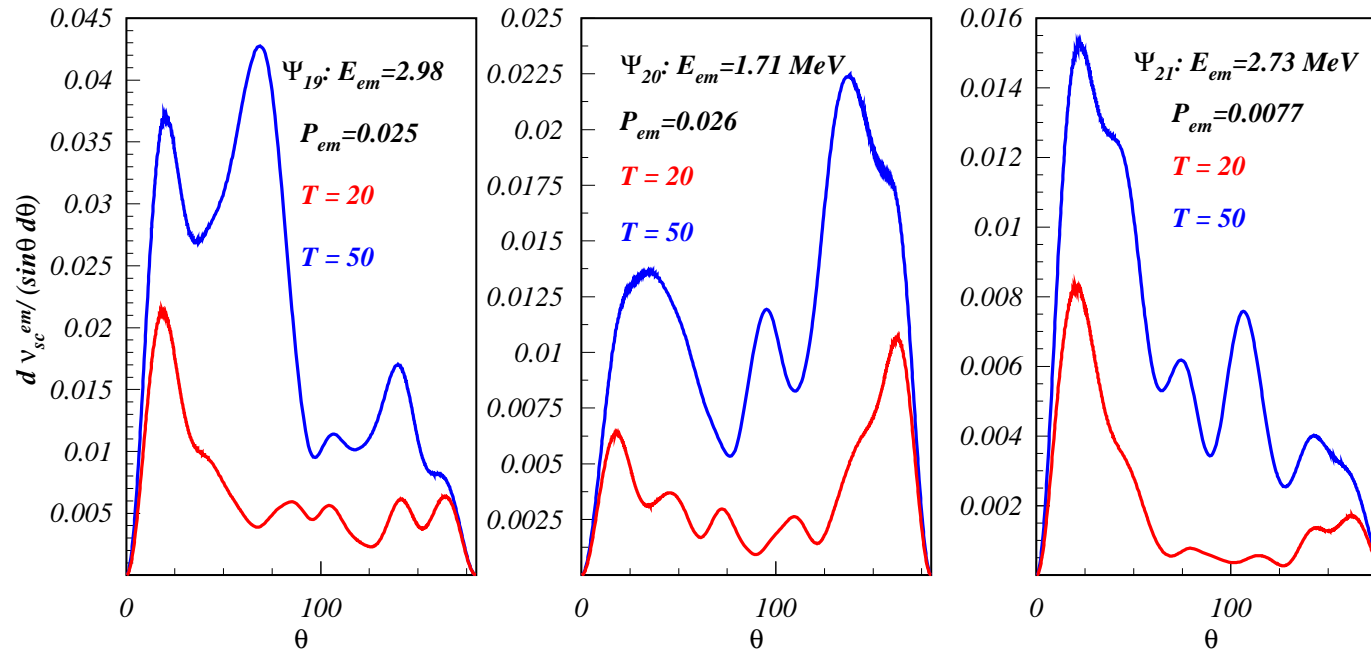 d ν_sc^em / (sinθ dθ)
0.045
0.04
0.035
0.03
0.025
0.02
0.015
0.01
0.005
Ψ_19: E_em=2.98
P_em=0.025
T = 20
T = 50
0
100
θ
0.025
0.0225
0.02
0.0175
0.015
0.0125
0.01
0.0075
0.005
0.0025
Ψ_20: E_em=1.71 MeV
P_em=0.026
T = 20
T = 50
0
100
θ
0.016
0.014
0.012
0.01
0.008
0.006
0.004
0.002
Ψ_21: E_em=2.73 MeV
P_em=0.0077
T = 20
T = 50
0
100
θ